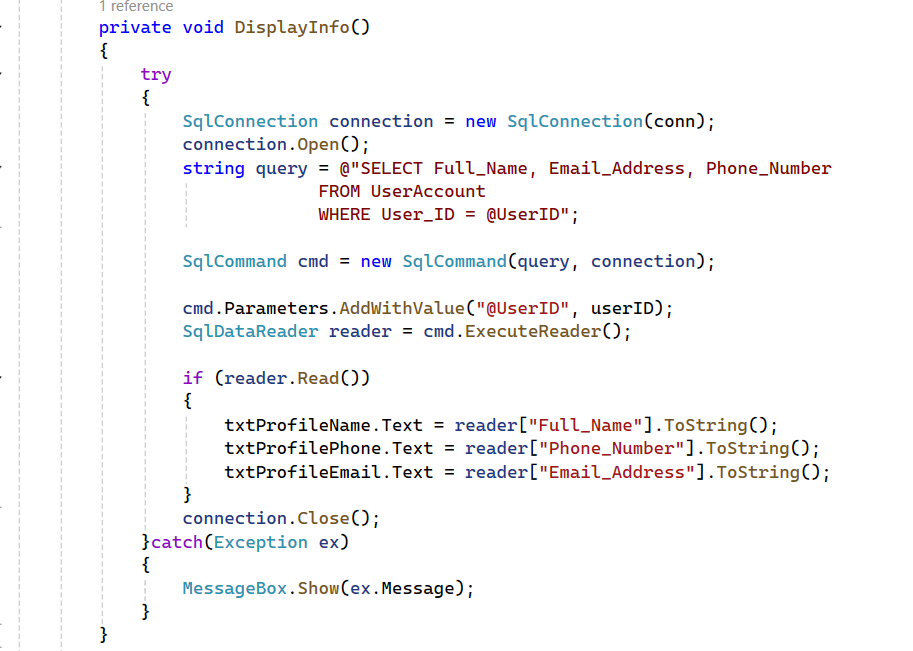 1 reference
private void DisplayInfo()
{
try
{
SqlConnection connection = new SqlConnection(conn);
connection.Open();
string query = @"SELECT Full_Name, Email_Address, Phone_Number
FROM UserAccount
WHERE User_ID = @UserID";
SqlCommand cmd = new SqlCommand(query, connection);
cmd.Parameters.AddWithValue("@UserID", userID);
SqlDataReader reader = cmd.ExecuteReader();
if (reader.Read())
{
txtProfileName.Text = reader["Full_Name"].ToString();
txtProfilePhone.Text = reader["Phone_Number"].ToString();
txtProfileEmail.Text = reader["Email_Address"].ToString();
}
connection.Close();
}catch(Exception ex)
{
MessageBox.Show(ex.Message);
}
}